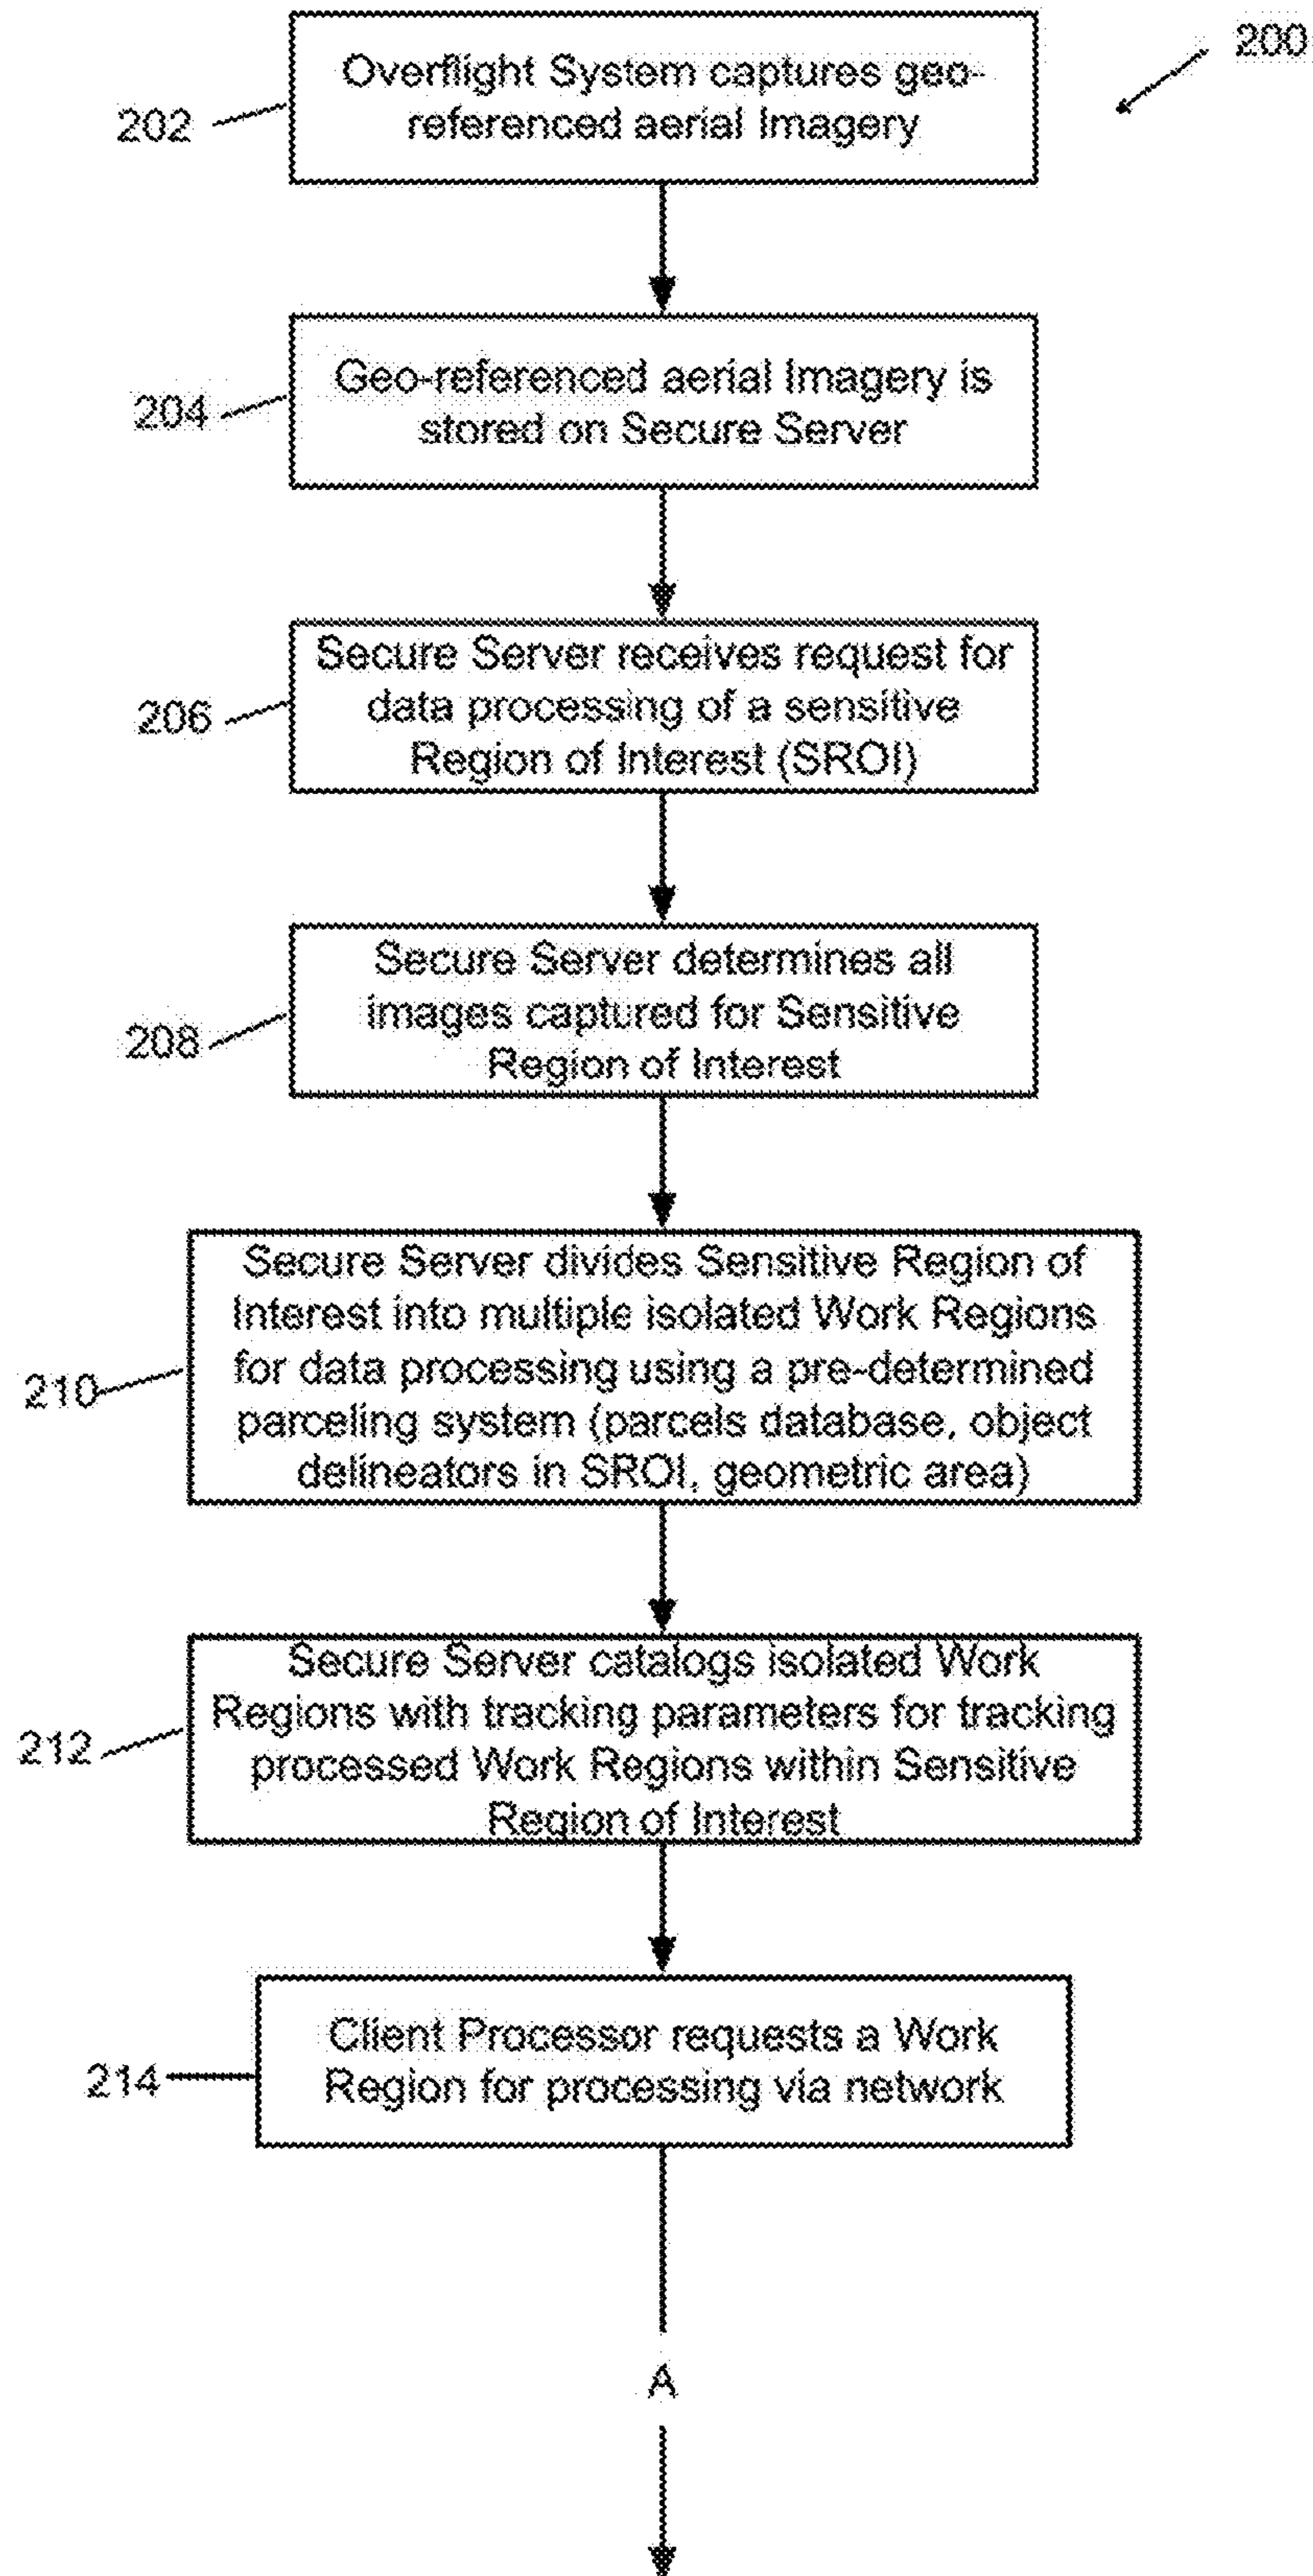 200
Overflight System captures geo-
referenced aerial Imagery
202
Geo-referenced aerial Imagery is
stored on Secure Server
204
Secure Server receives request for
data processing of a sensitive
Region of Interest (SROI)
206
Secure Server determines all
images captured for Sensitive
Region of Interest
208
Secure Server divides Sensitive Region of
Interest into multiple isolated Work Regions
for data processing using a pre-determined
parceling system (parcels database, object
delineators in SROI, geometric area)
210
Secure Server catalogs isolated Work
Regions with tracking parameters for tracking
processed Work Regions within Sensitive
Region of Interest
212
Client Processor requests a Work
Region for processing via network
214
A